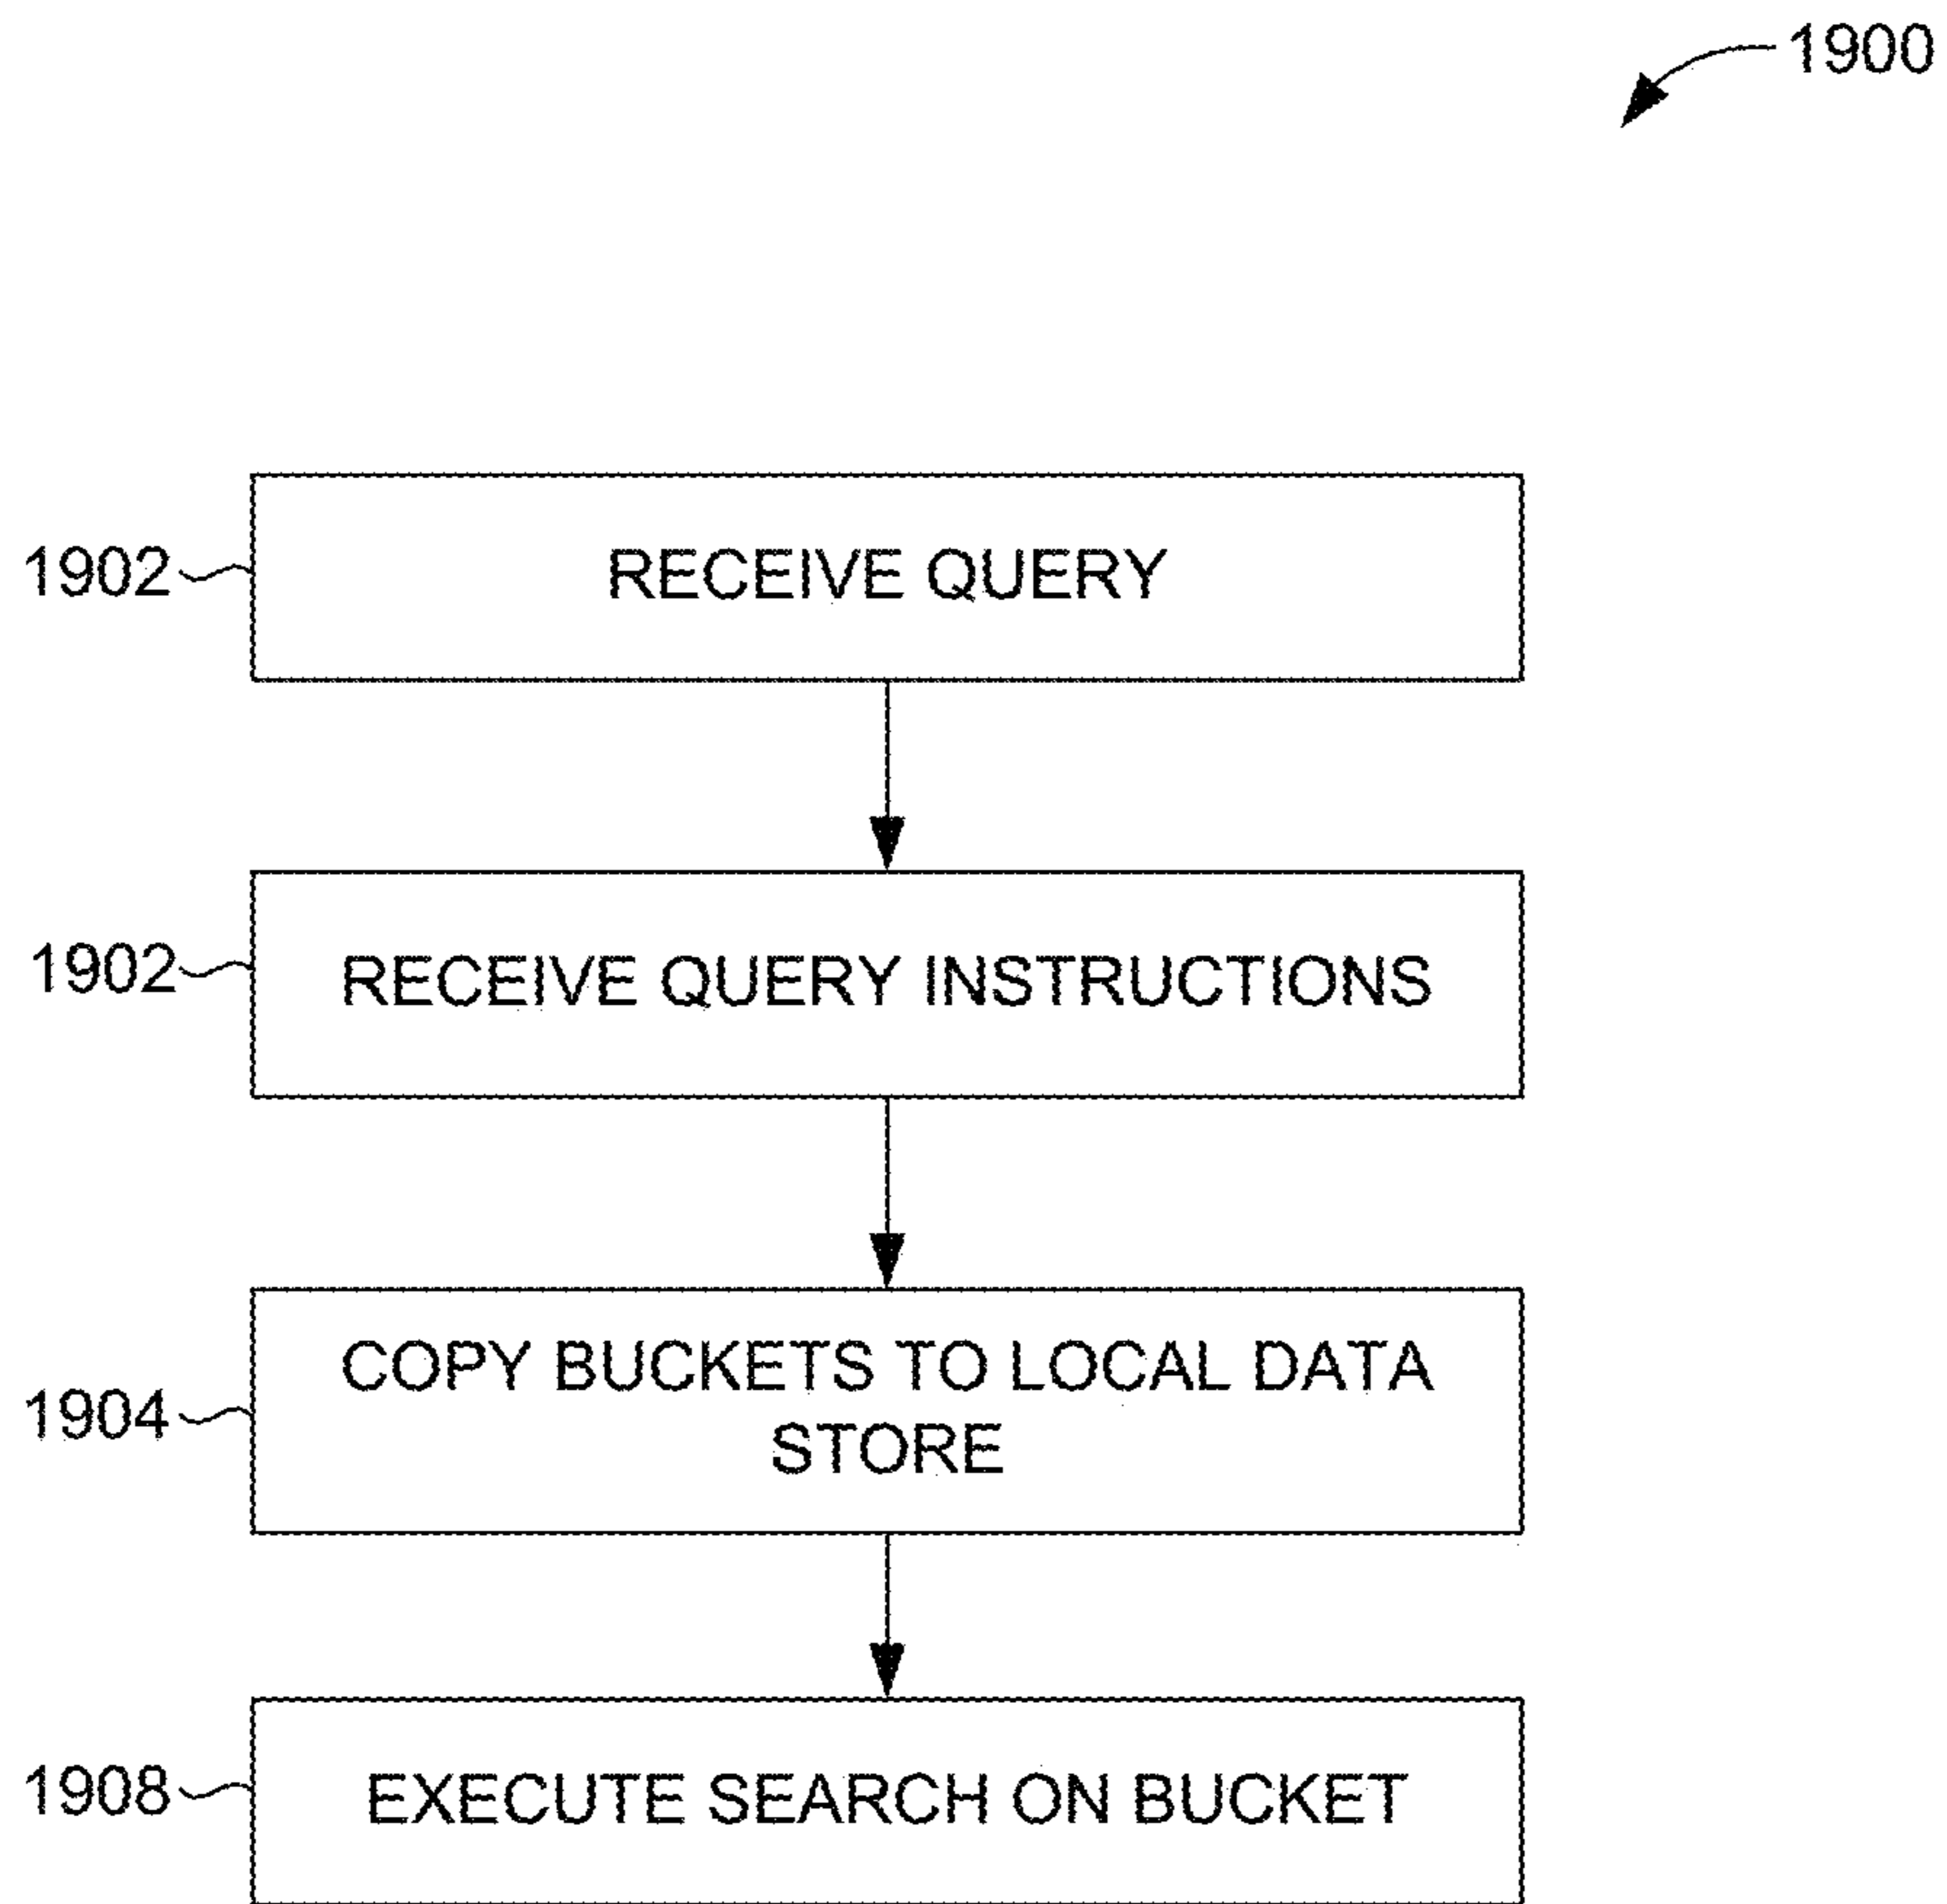 1900
1902 RECEIVE QUERY
1902 RECEIVE QUERY INSTRUCTIONS
COPY BUCKETS TO LOCAL DATA
1904
STORE
1908 EXECUTE SEARCH ON BUCKET